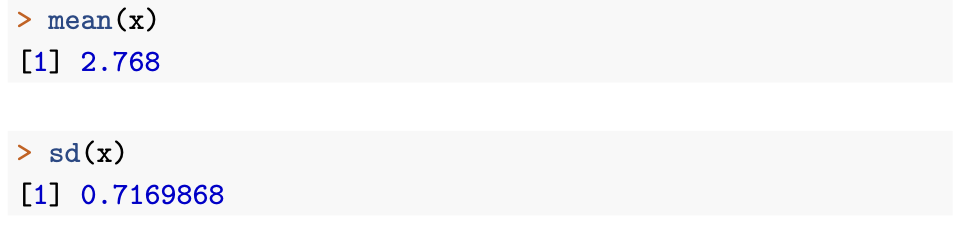 > mean(x)
[1] 2.768
> sd(x)
[1] 0.7169868